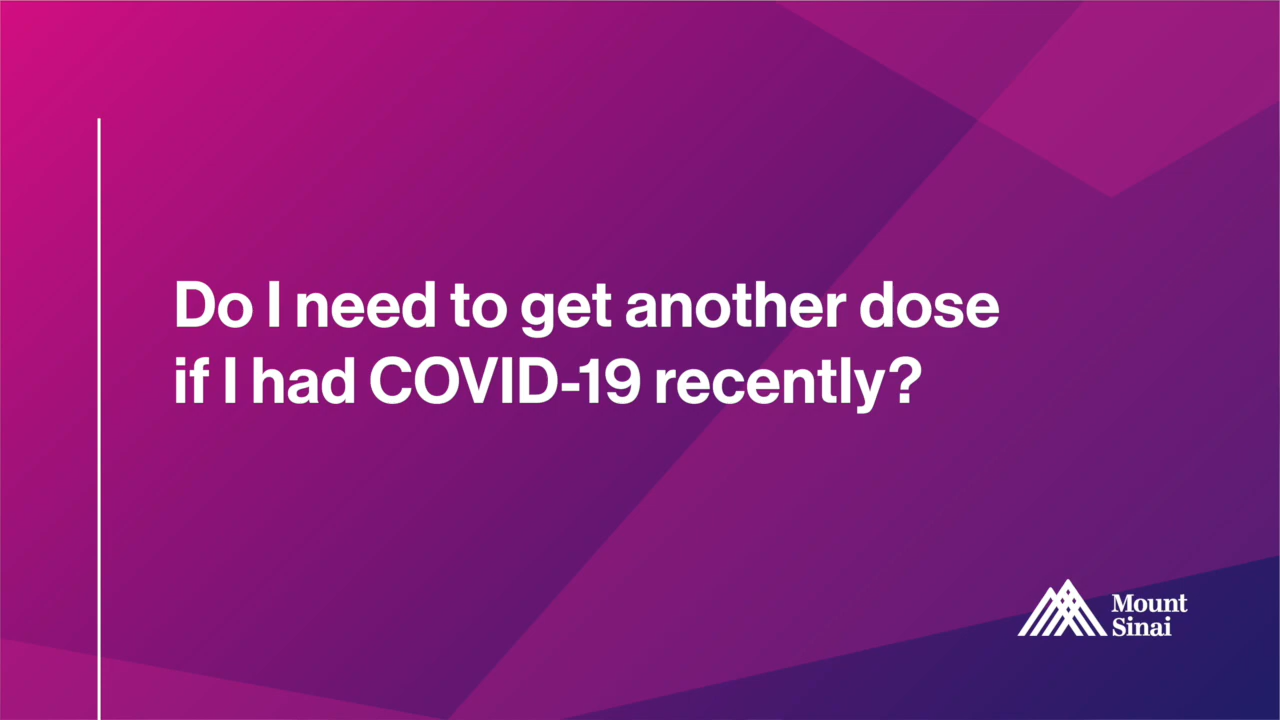 Do I need to get another dose
if I had COVID-19 recently?
Mount
Sinai